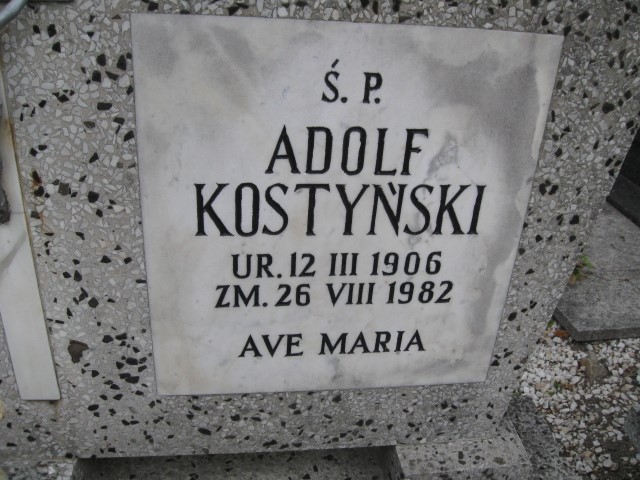 Ś. P.
ADOLF
KOSTYŃSKI
UR. 12 III 1906
ZM. 26 VIII 1982
AVE MARIA